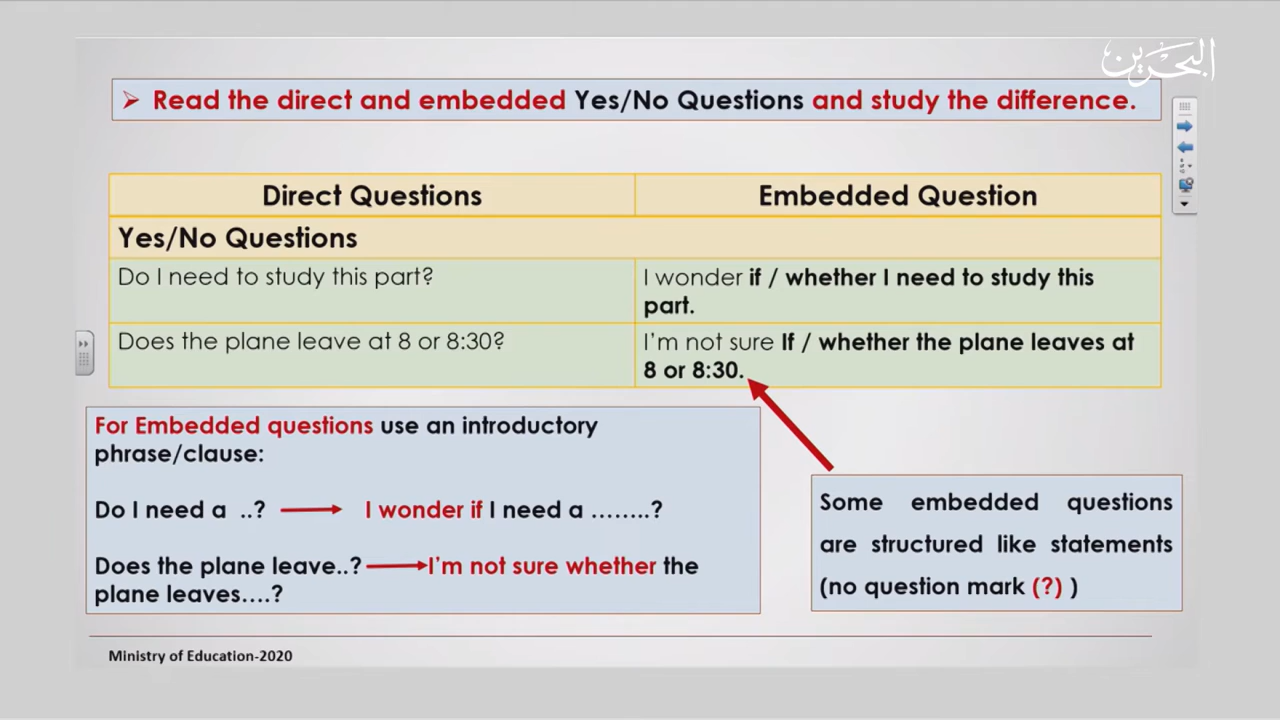 البحرين
➢ Read the direct and embedded Yes/No Questions and study the difference.
Direct Questions
Embedded Question
Yes/No Questions
Do I need to study this part?
I wonder if / whether I need to study this
part.
Does the plane leave at 8 or 8:30?
I'm not sure If / whether the plane leaves at
8 or 8:30.
For Embedded questions use an introductory
phrase/clause:
Do I need a ..? I wonder if I need a ……..?
Does the plane leave..? I'm not sure whether the
plane leaves….?
Some embedded questions
are structured like statements
(no question mark (?) )
Ministry of Education-2020